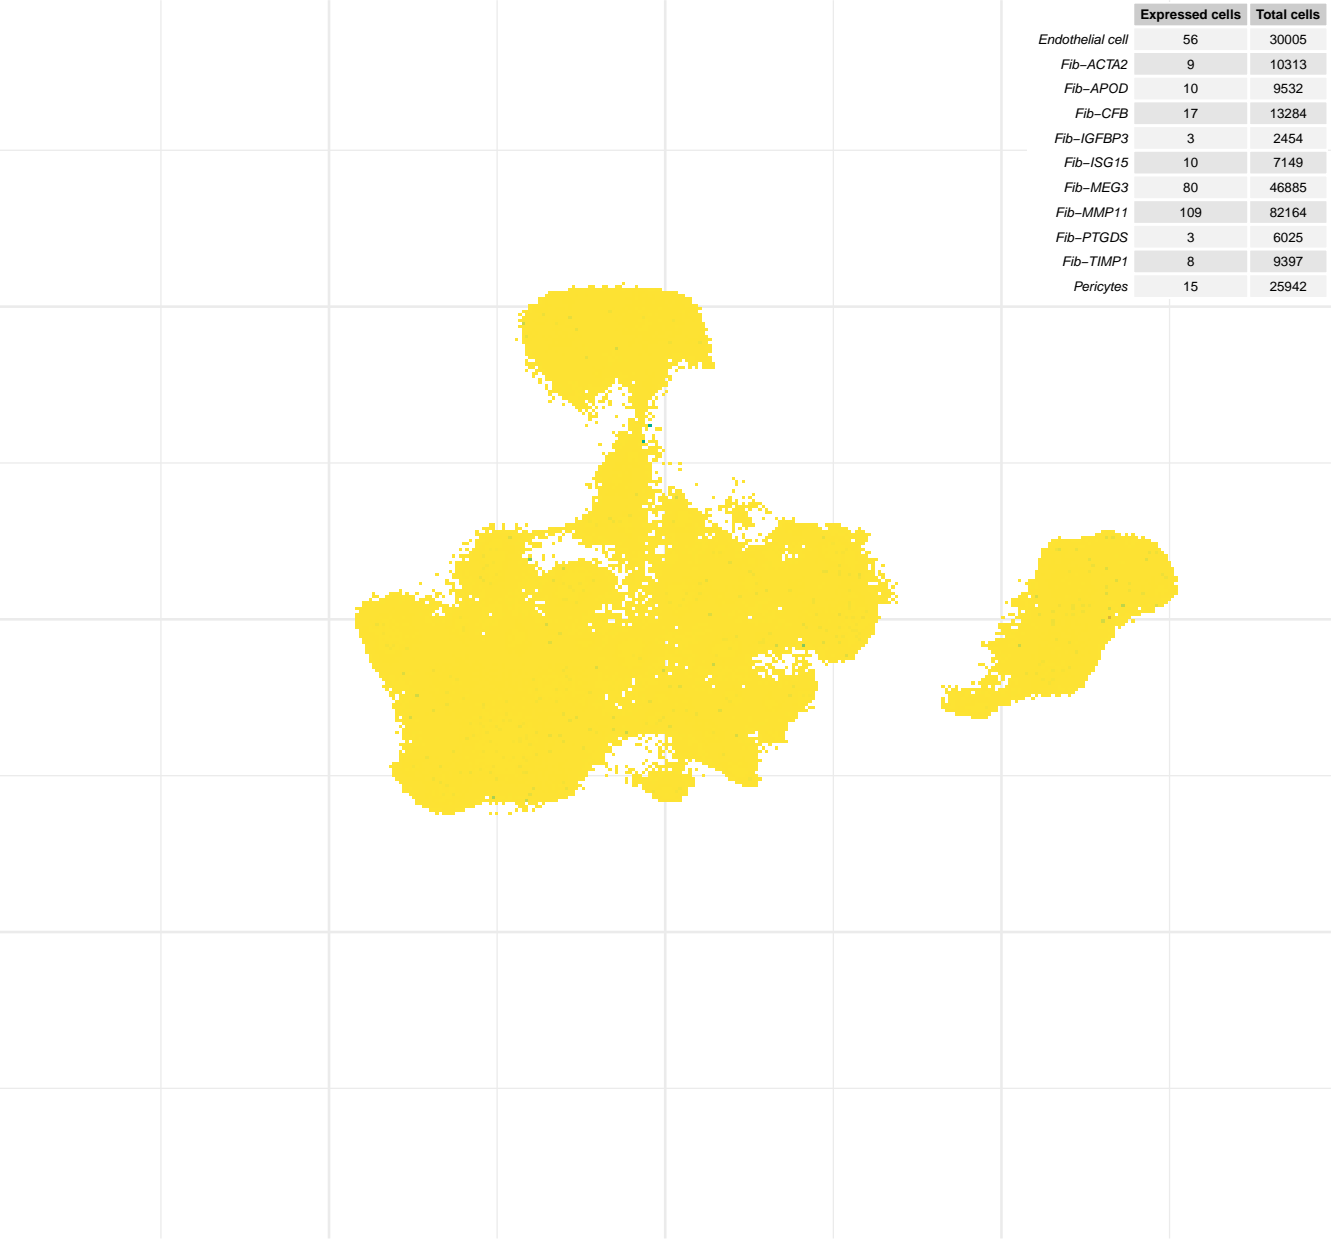 Expressed cells Total cells
Endothelial cell 56 30005
Fib−ACTA2 9 10313
Fib−APOD 10 9532
Fib−CFB 17 13284
Fib−IGFBP3 3 2454
Fib−ISG15 10 7149
Fib−MEG3 80 46885
Fib−MMP11 109 82164
Fib−PTGDS 3 6025
Fib−TIMP1 8 9397
Pericytes 15 25942